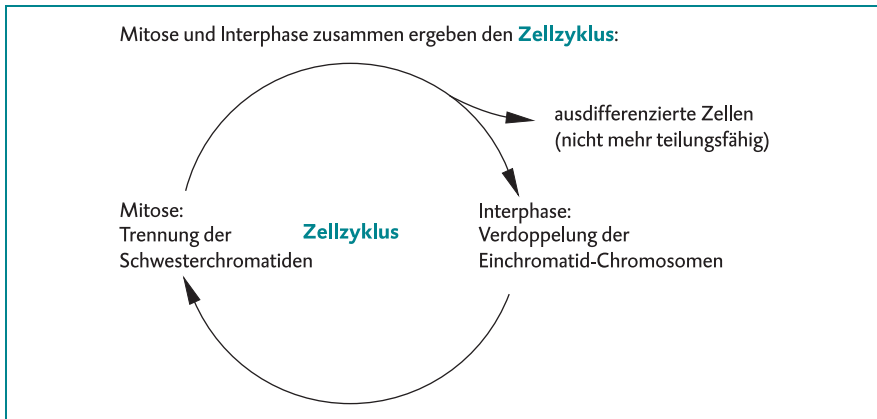 Mitose und Interphase zusammen ergeben den Zellzyklus:
ausdifferenzierte Zellen
(nicht mehr teilungsfähig)
Mitose:
Trennung der
Schwesterchromatiden
Zellzyklus
Interphase:
Verdoppelung der
Einchromatid-Chromosomen